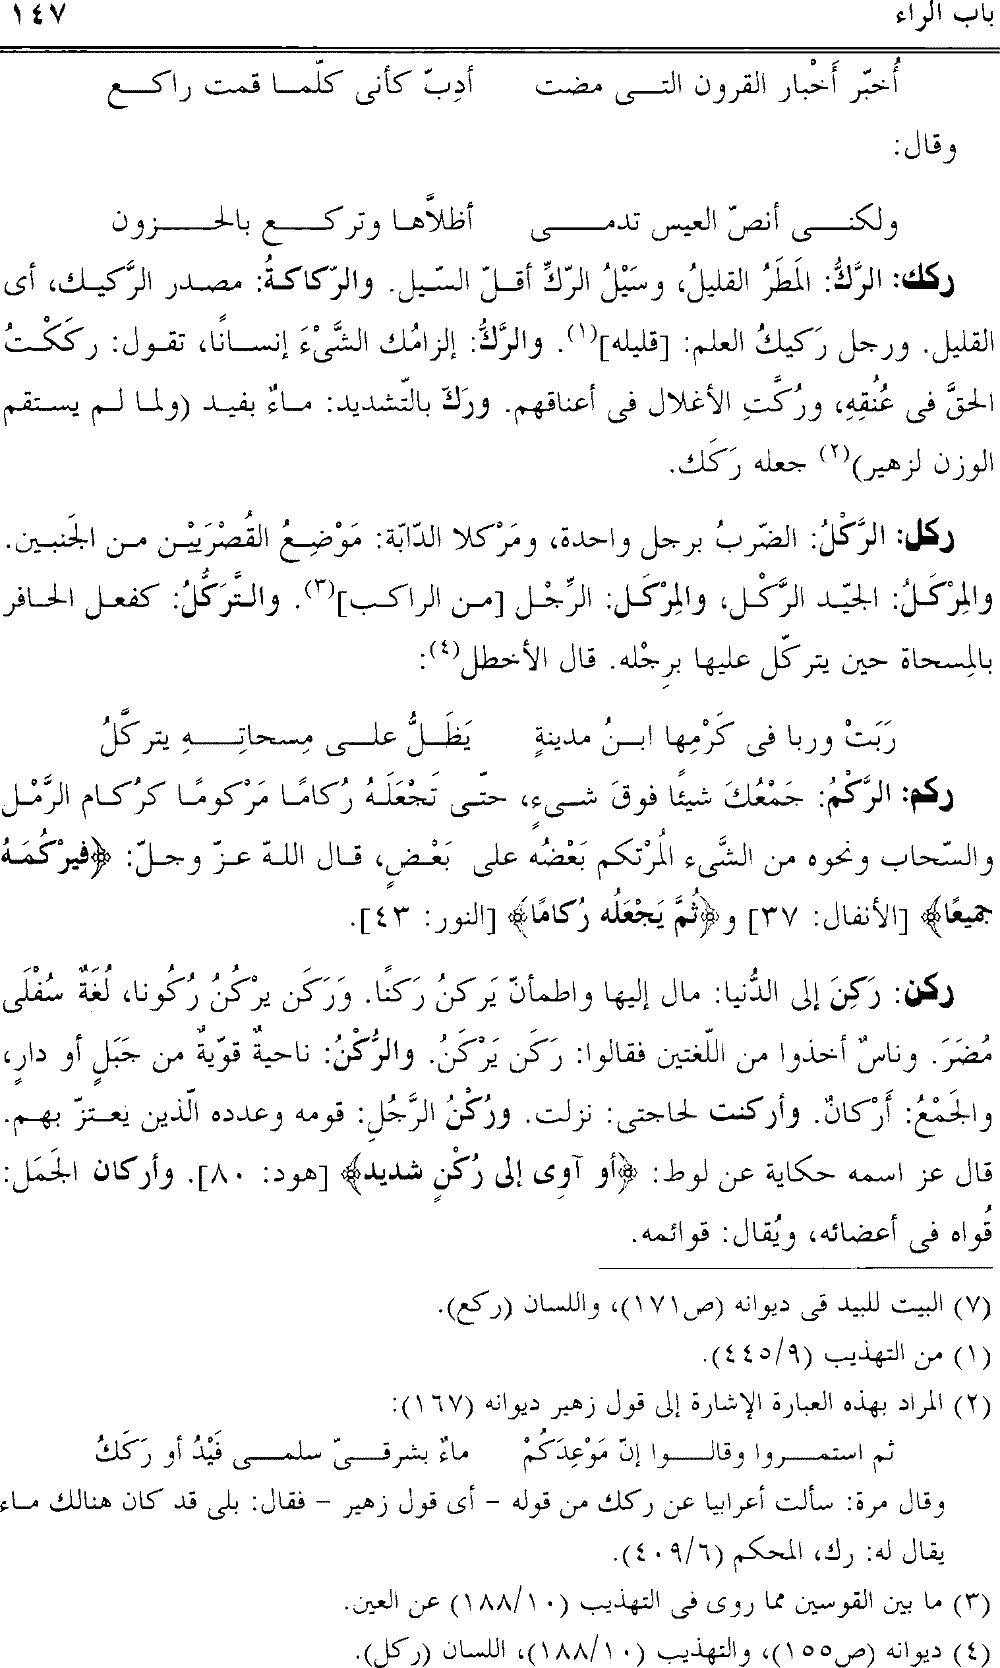 باب الراء ١٤٧
أُخبّر أَخْبار القرون التى مضت أدِبّ كأنى كلّما قمت راكع
وقال:
ولكنى أنصّ العيس تدمى أظلاَّها وتركع بالحزون
ركك: الرَّكُّ: المَطَرُ القليلُ، وسَيْلُ الرّكِّ أقلّ السّيل. والرّكاكةُ: مصدر الرَّكيك، أى
القليل. ورجل رَكيكُ العلم: [قليله](١). والرَّكُّ: إلزامُك الشَّىْءَ إنسانًا، تقول: ركَكْتُ
الحقَّ فى عُنُقِهِ، ورُكَّتِ الأغلال فى أعناقهم. ورَكّ بالتّشديد: ماءٌ بفيد (ولما لم يستقم
الوزن لزهير)(٢) جعله رَكَك.
ركل: الرَّكْلُ: الضّربُ برجل واحدة، ومَرْكلا الدّابّة: مَوْضِعُ القُصْرَيَيْن من الجَنبين.
والمِرْكَلُ: الجيّد الرَّكْل، والمِرْكَل: الرِّجْل [من الراكب](٣). والتَّرَكُّلُ: كفعل الحافر
بالمِسحاة حين يتركّل عليها برِجْله. قال الأخطل(٤):
رَبَتْ وربا فى كَرْمِها ابنُ مدينةٍ يَظَلُّ على مِسحاتِهِ يتركَّلُ
ركم: الرَّكْمُ: جَمْعُكَ شيئًا فوقَ شىءٍ، حتّى تَجْعَلَهُ رُكامًا مَرْكومًا كرُكام الرَّمْل
والسّحاب ونحوه من الشَّىء المُرْتكم بَعْضُه على بَعْضٍ، قال اللهّ عزّ وجلّ: ﴿فيرْكُمَهُ
جميعًا﴾ [الأنفال: ٣٧] و﴿ثُمَّ يَجْعَلُه رُكامًا﴾ [النور: ٤٣].
ركن: رَكِنَ إلى الدُّنيا: مال إليها واطمأنّ يَركنُ رَكنًا. وَرَكَن يرْكُنُ رُكُونا، لُغَةٌ سُفْلَى
مُضَرَ. وناسٌ أخذوا من اللّغتين فقالوا: رَكَن يَرْكَنُ. والرُّكْنُ: ناحيةٌ قوّيةٌ من جَبَلٍ أو دارٍ،
والجَمْعُ: أَرْكانٌ. وأركنت لحاجتى: نزلت. ورُكْنُ الرَّجُلِ: قومه وعدده الّذين يعتزّ بهم.
قال عز اسمه حكاية عن لوط: ﴿أو آوِى إلى رُكْنٍ شديد﴾ [هود: ٨٠]. وأركان الجَمَل:
قُواه فى أعضائه، ويُقال: قوائمه.
(٧) البيت للبيد قى ديوانه (ص١٧١)، واللسان (ركع).
(١) من التهذيب (٤٤٥/٩).
(٢) المراد بهذه العبارة الإشارة إلى قول زهير ديوانه (١٦٧):
ثم استمروا وقالوا إنّ مَوْعِدَكُمْ ماءٌ بشرقىّ سلمى فَيْدُ أو رَكَكُ
وقال مرة: سألت أعرابيا عن ركك من قوله – أى قول زهير – فقال: بلى قد كان هنالك ماء
يقال له: رك، المحكم (٤٠٩/٦).
(٣) ما بين القوسين مما روى فى التهذيب (١٨٨/١٠) عن العين.
(٤) ديوانه (ص١٥٥)، والتهذيب (١٨٨/١٠)، اللسان (ركل).